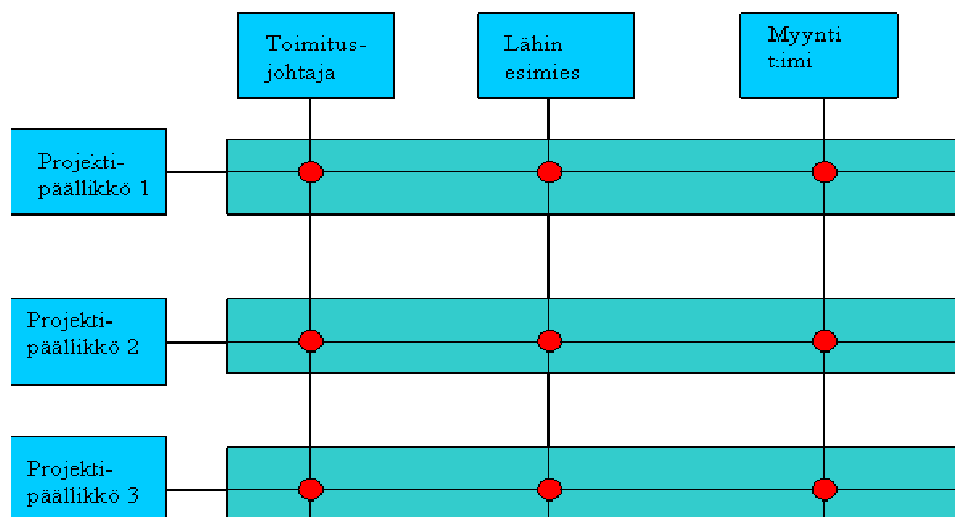 Toimitus-
johtaja
Lähin
esimies
Myynti
tiimi
Projekti-
päällikkö 1
Projekti-
päällikkö 2
Projekti-
päällikkö 3